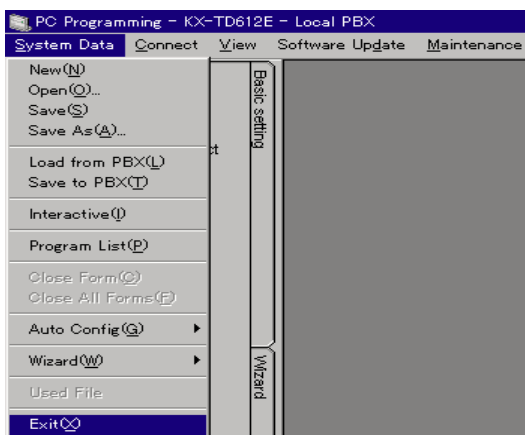 PC Programming - KX-TD612E - Local PBX
System Data Connect View Software Update Maintenance
New(N)
Open(O)...
Save(S)
Save As(A)...
Load from PBX(L)
Save to PBX(T)
Interactive(I)
Program List(P)
Close Form(C)
Close All Forms(F)
Auto Config(G)
Wizard(W)
Used File
Exit(X)
ct
Basic setting
Wizard